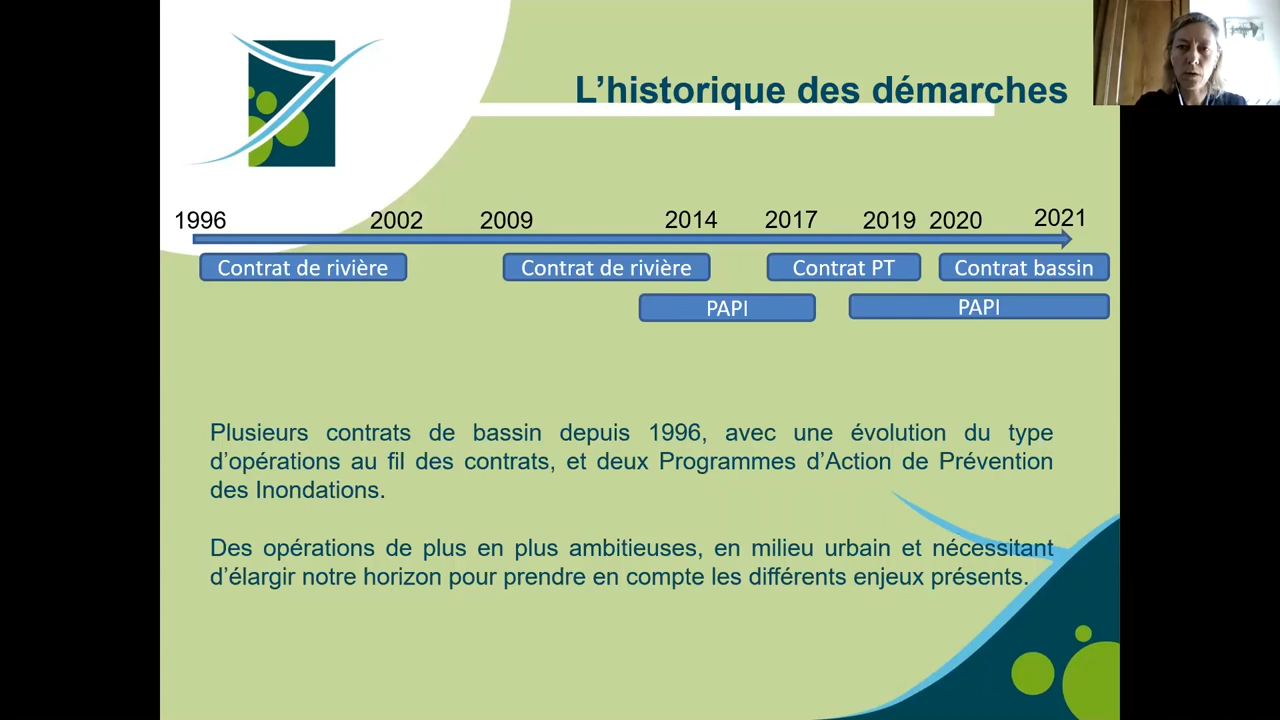 L’historique des démarches
1996 2002 2009 2014 2017 2019 2020 2021
Contrat de rivière Contrat de rivière Contrat PT Contrat bassin
PAPI PAPI
Plusieurs contrats de bassin depuis 1996, avec une évolution du type
d’opérations au fil des contrats, et deux Programmes d’Action de Prévention
des Inondations.
Des opérations de plus en plus ambitieuses, en milieu urbain et nécessitant
d’élargir notre horizon pour prendre en compte les différents enjeux présents.